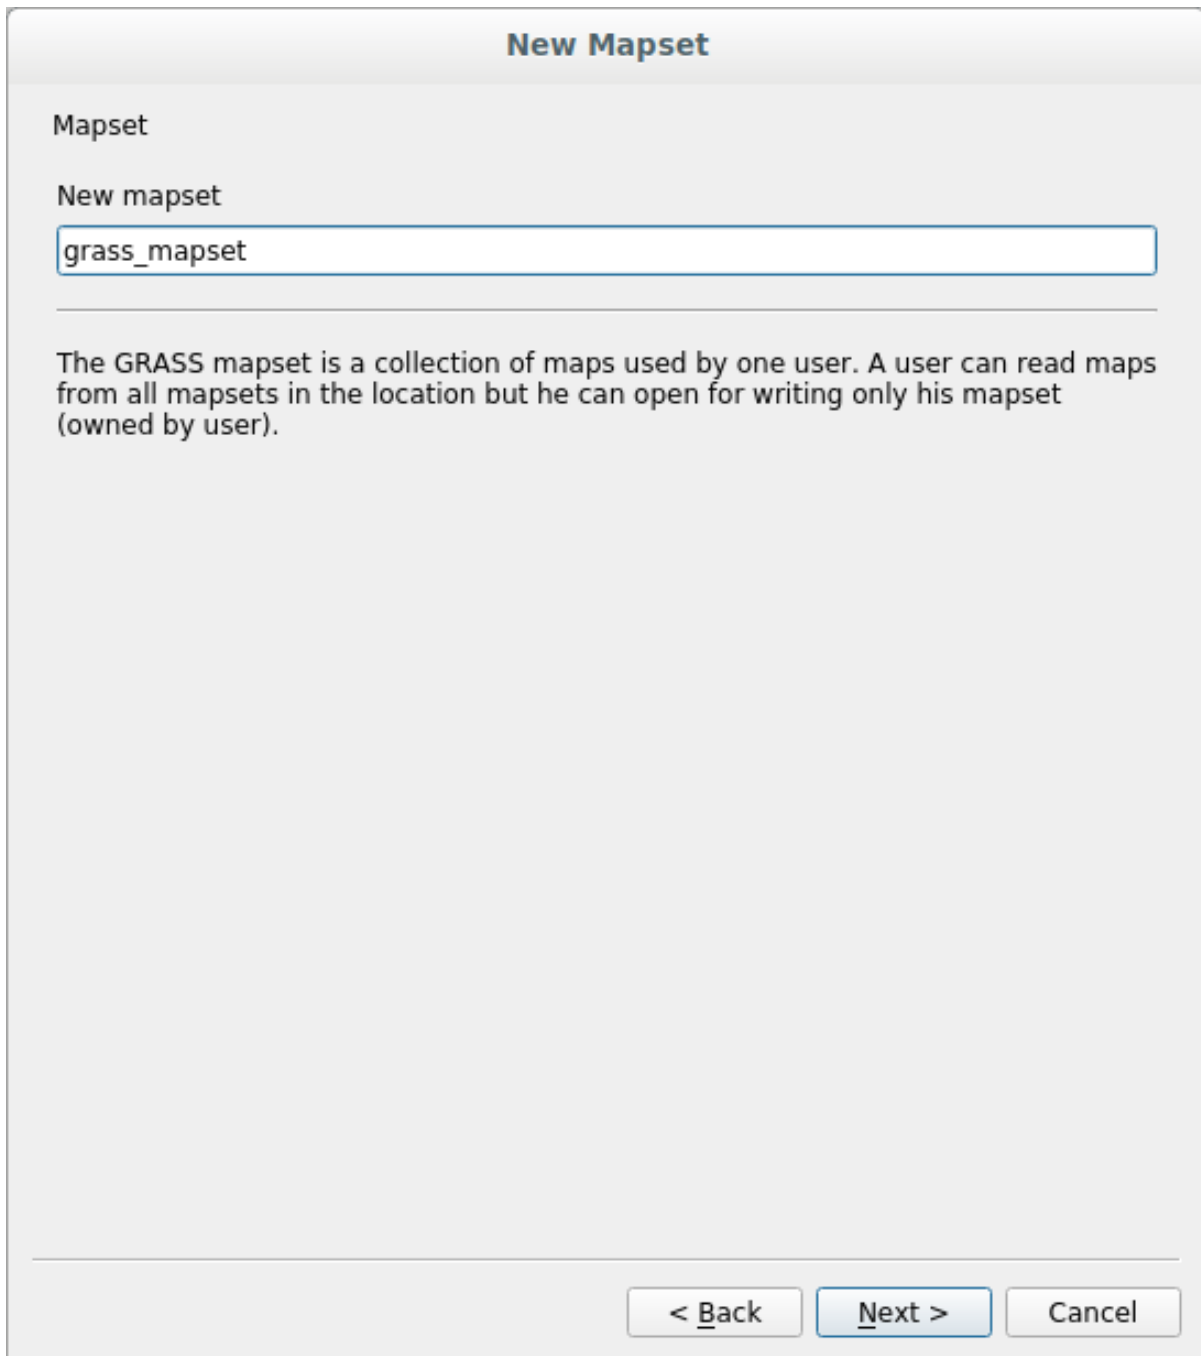 New Mapset
Mapset
New mapset
grass_mapset
The GRASS mapset is a collection of maps used by one user. A user can read maps
from all mapsets in the location but he can open for writing only his mapset
(owned by user).
< Back Next > Cancel